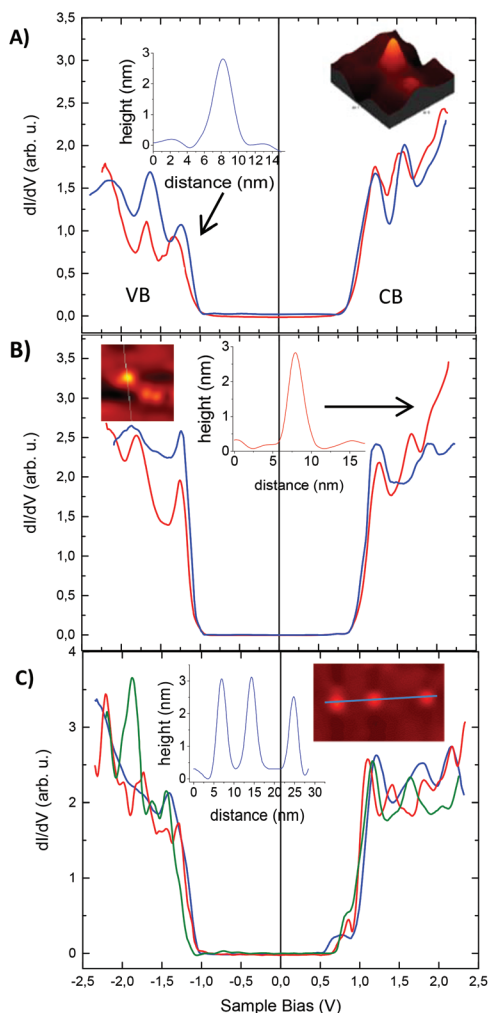 A)
3,5
3,0
2,5
2,0
1,5
1,0
0,5
0,0
dI/dV (arb. u.)
3
2
1
0
height (nm)
0 2 4 6 8 10 12 14
distance (nm)
VB
CB
B)
3,5
3,0
2,5
2,0
1,5
1,0
0,5
0,0
dI/dV (arb. u.)
3
2
1
0
height (nm)
0 5 10 15
distance (nm)
C)
4
3
2
1
0
dI/dV (arb. u.)
3
2
1
0
height (nm)
0 5 10 15 20 25 30
distance (nm)
-2,5 -2,0 -1,5 -1,0 -0,5 0,0 0,5 1,0 1,5 2,0 2,5
Sample Bias (V)